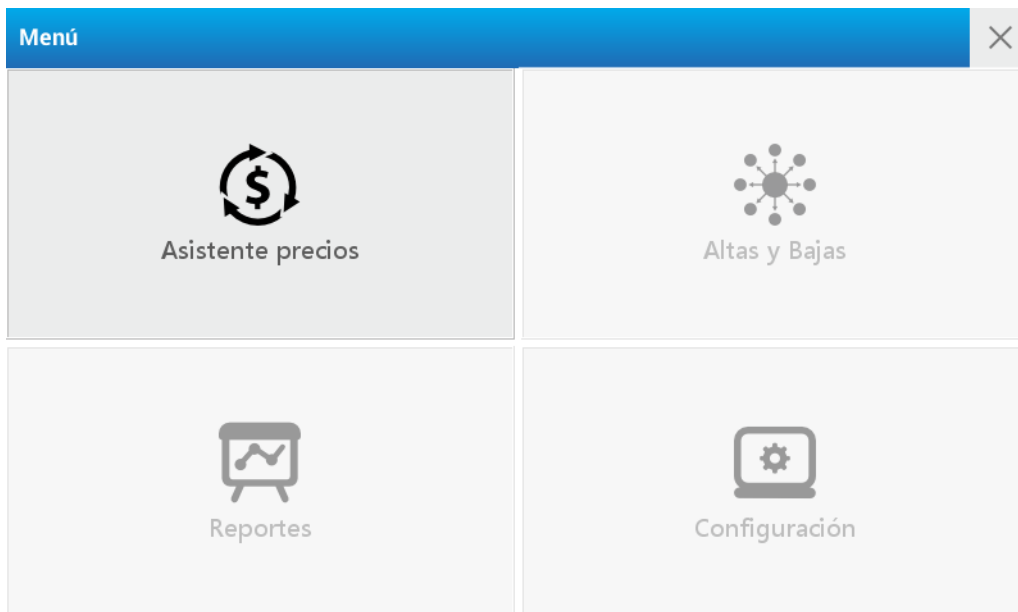 Menú
$
Asistente precios
Altas y Bajas
Reportes
Configuración